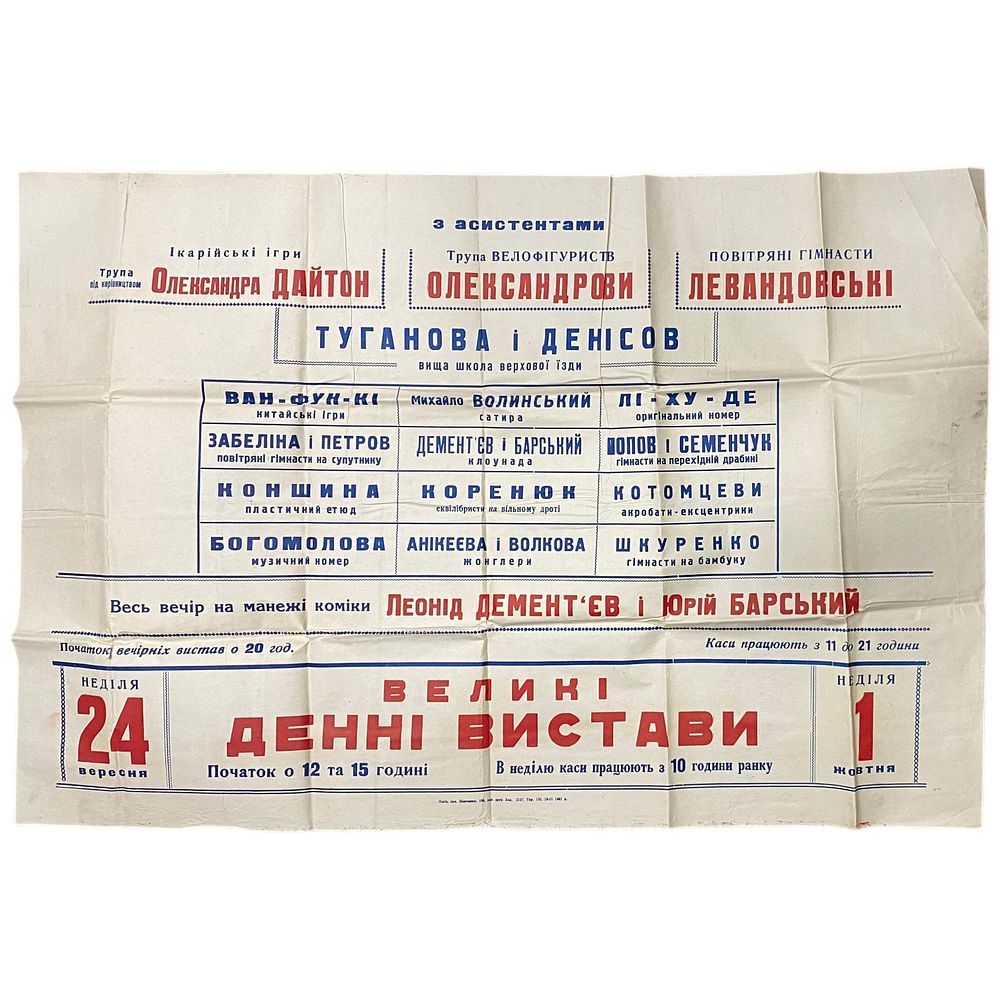 з асистентами
Ікарійські ігри
Трупа під керівництвом Олександра ДАЙТОН
Трупа ВЕЛОФІГУРИСТВ
ОЛЕКСАНДРОВИ
ПОВІТРЯНІ ГІМНАСТИ
ЛЕВАНДОВСЬКІ
ТУГАНОВА і ДЕНІСОВ
вища школа верхової їзди
ВАН-ФУН-КІ
китайські ігри
Михайло ВОЛИНСЬКИЙ
сатира
ЛІ-ХУ-ДЕ
оригінальний номер
ЗАБЕЛІНА і ПЕТРОВ
повітряні гімнасти на супутнику
ДЕМЕНТ'ЄВ і БАРСЬКИЙ
клоунада
ПОПОВ і СЕМЕНЧУК
гімнасти на перехідній драбині
КОНШИНА
пластичний етюд
КОРЕНЮК
еквілібристи на вільному дроті
КОТОМЦЕВИ
акробати-ексцентрики
БОГОМОЛОВА
музичний номер
АНІКЕЄВА і ВОЛКОВА
жонглери
ШКУРЕНКО
гімнасти на бамбуку
Весь вечір на манежі коміки Леонід ДЕМЕНТ'ЄВ і Юрій БАРСЬКИЙ
Початок вечірніх вистав о 20 год.
Каси працюють з 11 до 21 години
НЕДІЛЯ
24
вересня
ВЕЛИКІ
ДЕННІ ВИСТАВИ
Початок о 12 та 15 годині
В неділю каси працюють з 10 години ранку
НЕДІЛЯ
1
жовтня